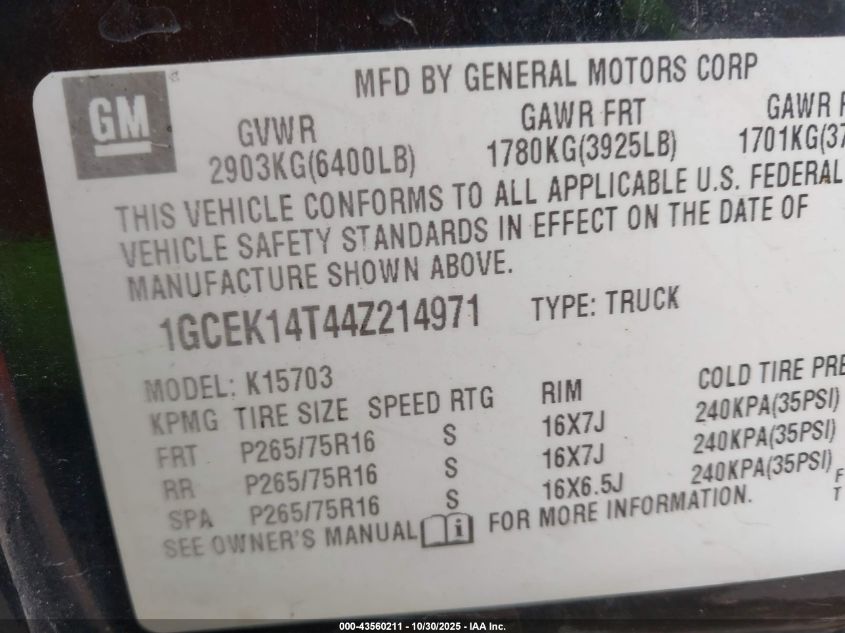 GM
MFD BY GENERAL MOTORS CORP
GVWR GAWR FRT GAWR
2903KG(6400LB) 1780KG(3925LB) 1701KG(37
THIS VEHICLE CONFORMS TO ALL APPLICABLE U.S. FEDERAL
VEHICLE SAFETY STANDARDS IN EFFECT ON THE DATE OF
MANUFACTURE SHOWN ABOVE.
1GCEK14T44Z214971 TYPE: TRUCK
MODEL: K15703
KPMG TIRE SIZE SPEED RTG RIM COLD TIRE PRE
FRT P265/75R16 S 16X7J 240KPA(35PSI)
RR P265/75R16 S 16X7J 240KPA(35PSI)
SPA P265/75R16 S 16X6.5J 240KPA(35PSI)
SEE OWNER'S MANUAL i FOR MORE INFORMATION.
000-43560211 - 10/30/2025 - IAA Inc.